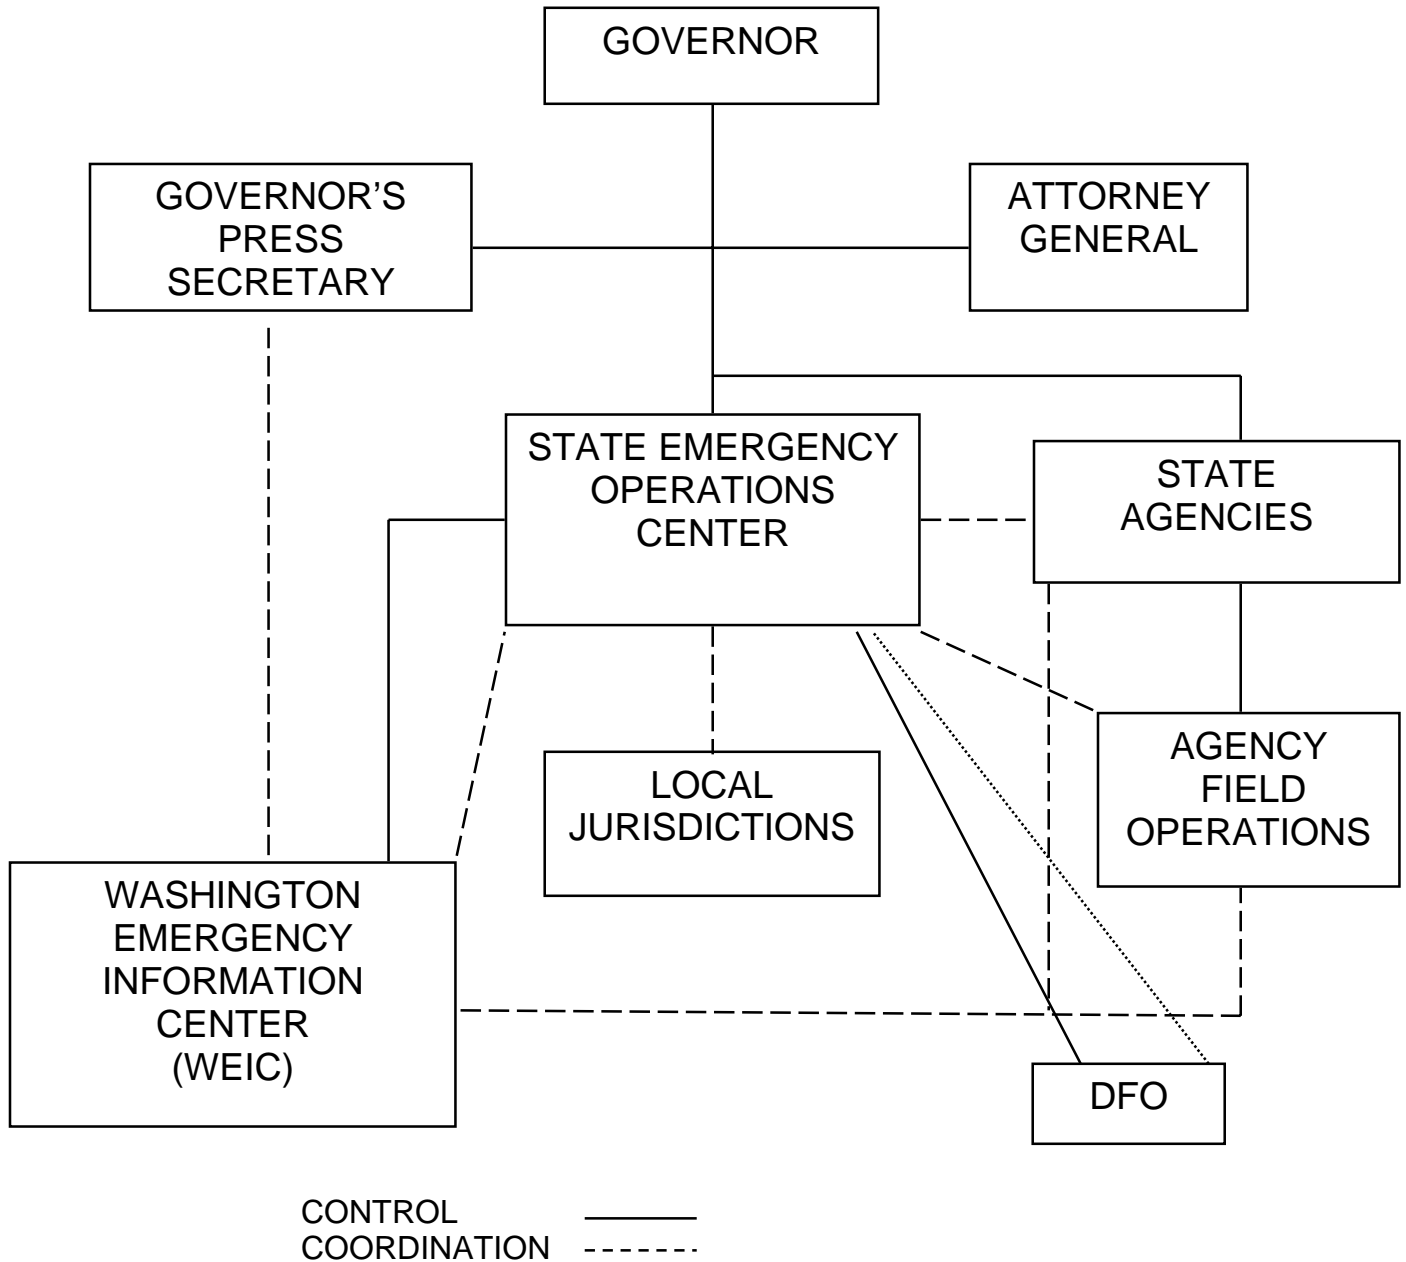 GOVERNOR
GOVERNOR’S
PRESS
SECRETARY
ATTORNEY
GENERAL
STATE EMERGENCY
OPERATIONS
CENTER
STATE
AGENCIES
LOCAL
JURISDICTIONS
AGENCY
FIELD
OPERATIONS
WASHINGTON
EMERGENCY
INFORMATION
CENTER
(WEIC)
DFO
CONTROL
COORDINATION